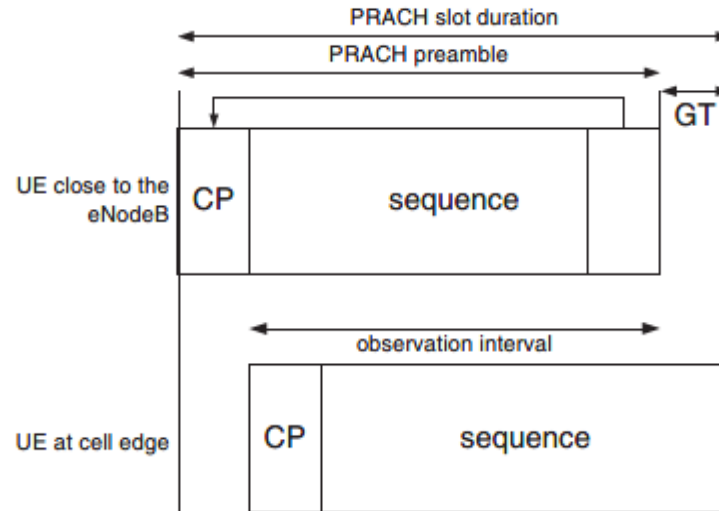 PRACH slot duration
PRACH preamble
GT
UE close to the
eNodeB
CP
sequence
observation interval
UE at cell edge
CP
sequence